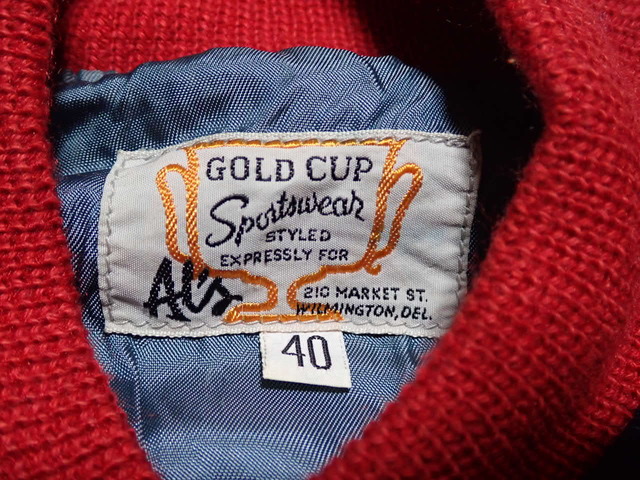 GOLD CUP
Sportswear
STYLED
EXPRESSLY FOR
AL's
210 MARKET ST.
WILMINGTON, DEL.
40